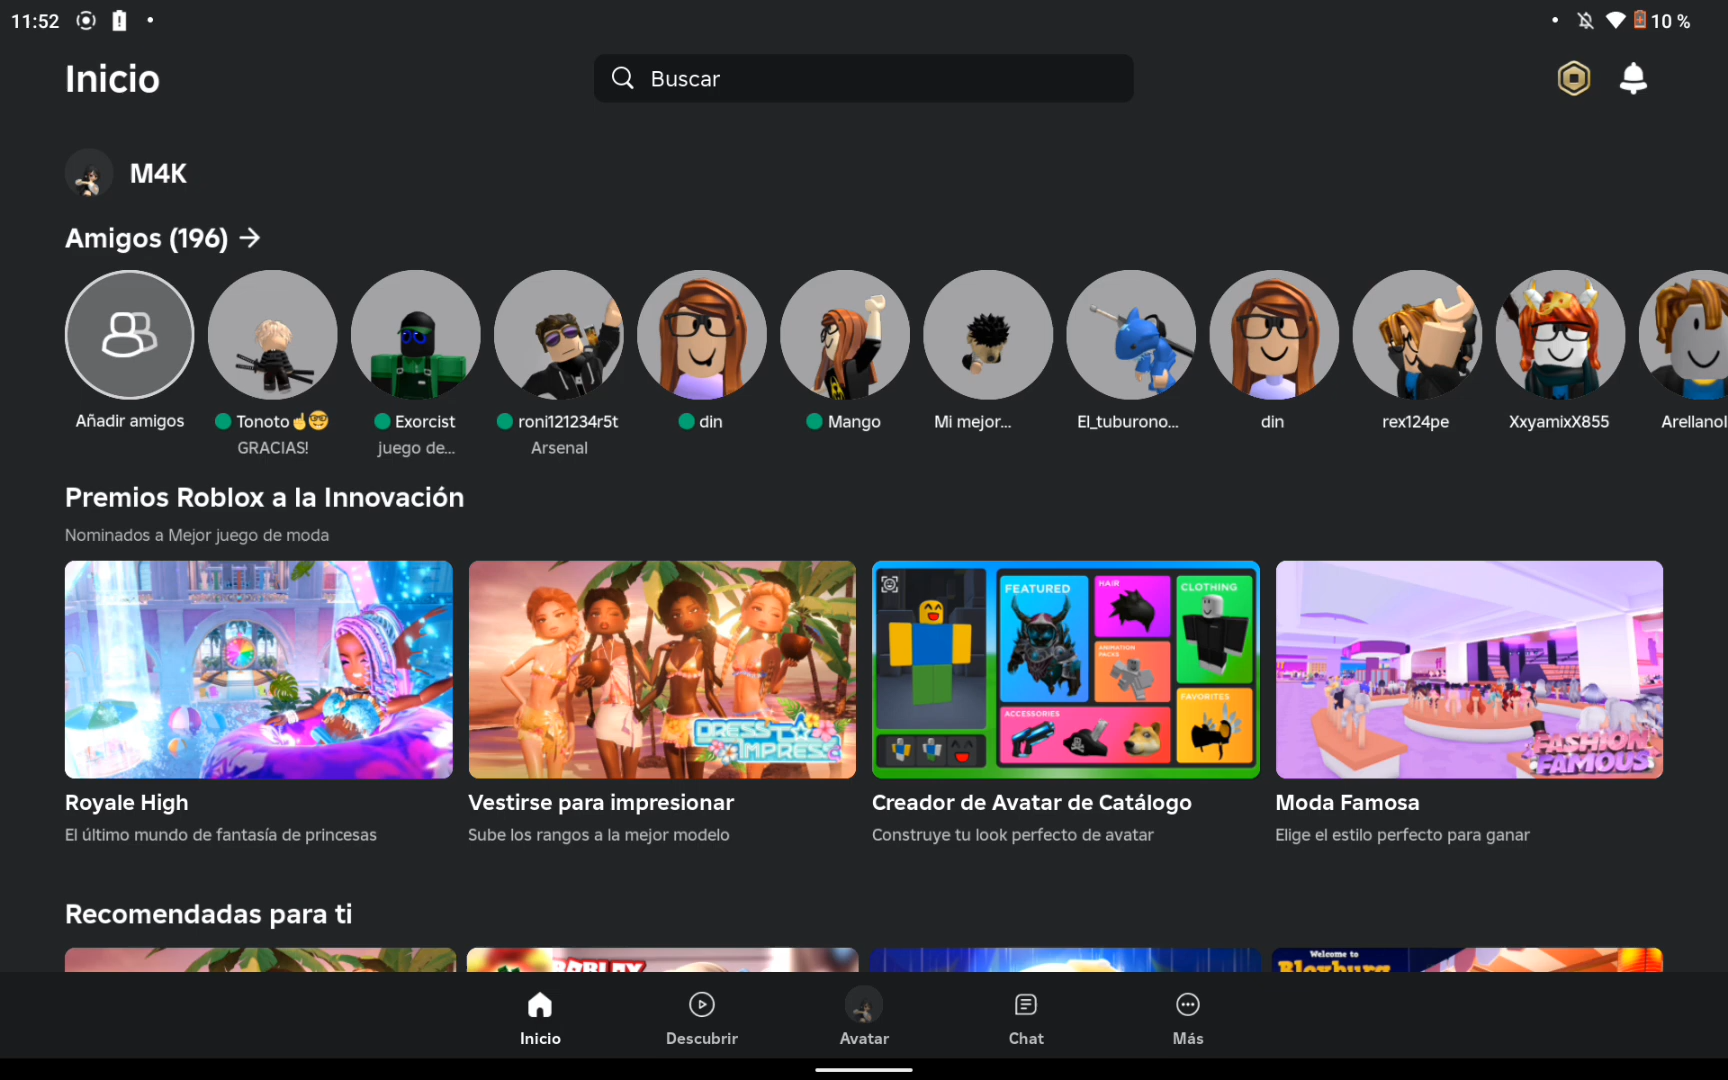 11:52
10 %
Inicio
Buscar
M4K
Amigos (196)
Añadir amigos
Tonoto☝️🤓
GRACIAS!
Exorcist
juego de...
roni121234r5t
Arsenal
din
Mango
Mi mejor...
El_tuburono...
din
rex124pe
XxyamixX855
Arellanol
Premios Roblox a la Innovación
Nominados a Mejor juego de moda
DRESS TO
IMPRESS
FEATURED
HAIR
CLOTHING
ANIMATION
PACKS
FAVORITES
ACCESSORIES
FASHION
FAMOUS
Royale High
El último mundo de fantasía de princesas
Vestirse para impresionar
Sube los rangos a la mejor modelo
Creador de Avatar de Catálogo
Construye tu look perfecto de avatar
Moda Famosa
Elige el estilo perfecto para ganar
Recomendadas para ti
ROBLOX
Welcome to
Bloxburg
Inicio
Descubrir
Avatar
Chat
Más